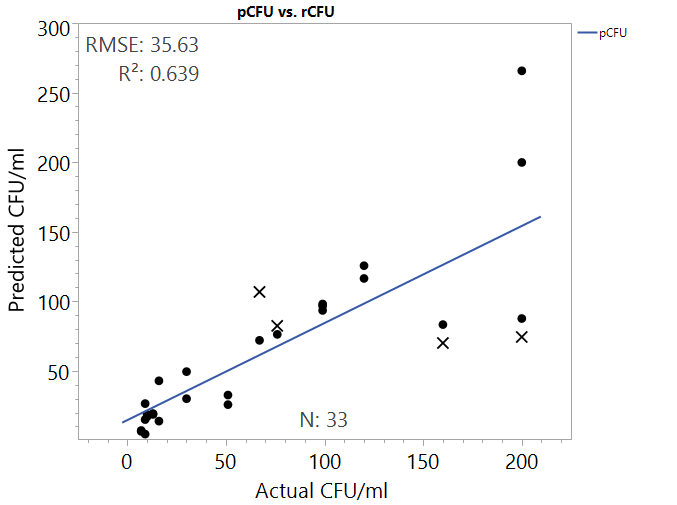 pCFU vs. rCFU
RMSE: 35.63
R²: 0.639
pCFU
300
250
200
150
100
50
Predicted CFU/ml
N: 33
0 50 100 150 200
Actual CFU/ml